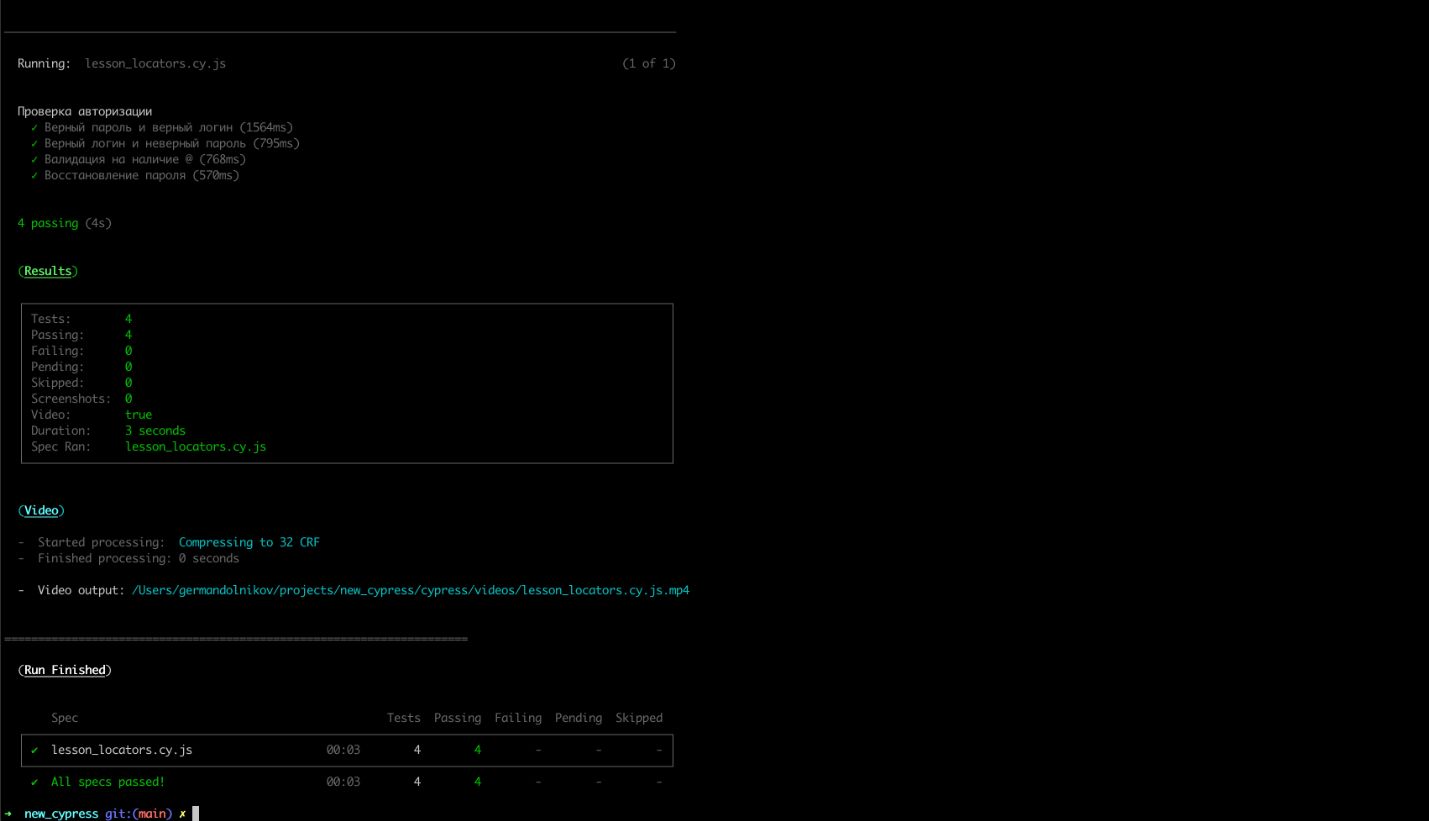 Running: lesson_locators.cy.js (1 of 1)
Проверка авторизации
✓ Верный пароль и верный логин (1564ms)
✓ Верный логин и неверный пароль (795ms)
✓ Валидация на наличие @ (768ms)
✓ Восстановление пароля (570ms)
4 passing (4s)
(Results)
Tests: 4
Passing: 4
Failing: 0
Pending: 0
Skipped: 0
Screenshots: 0
Video: true
Duration: 3 seconds
Spec Ran: lesson_locators.cy.js
(Video)
- Started processing: Compressing to 32 CRF
- Finished processing: 0 seconds
- Video output: /Users/germandolnikov/projects/new_cypress/cypress/videos/lesson_locators.cy.js.mp4
(Run Finished)
Spec Tests Passing Failing Pending Skipped
✓ lesson_locators.cy.js 00:03 4 4 - - -
✓ All specs passed! 00:03 4 4 - - -
→ new_cypress git:(main) ✗